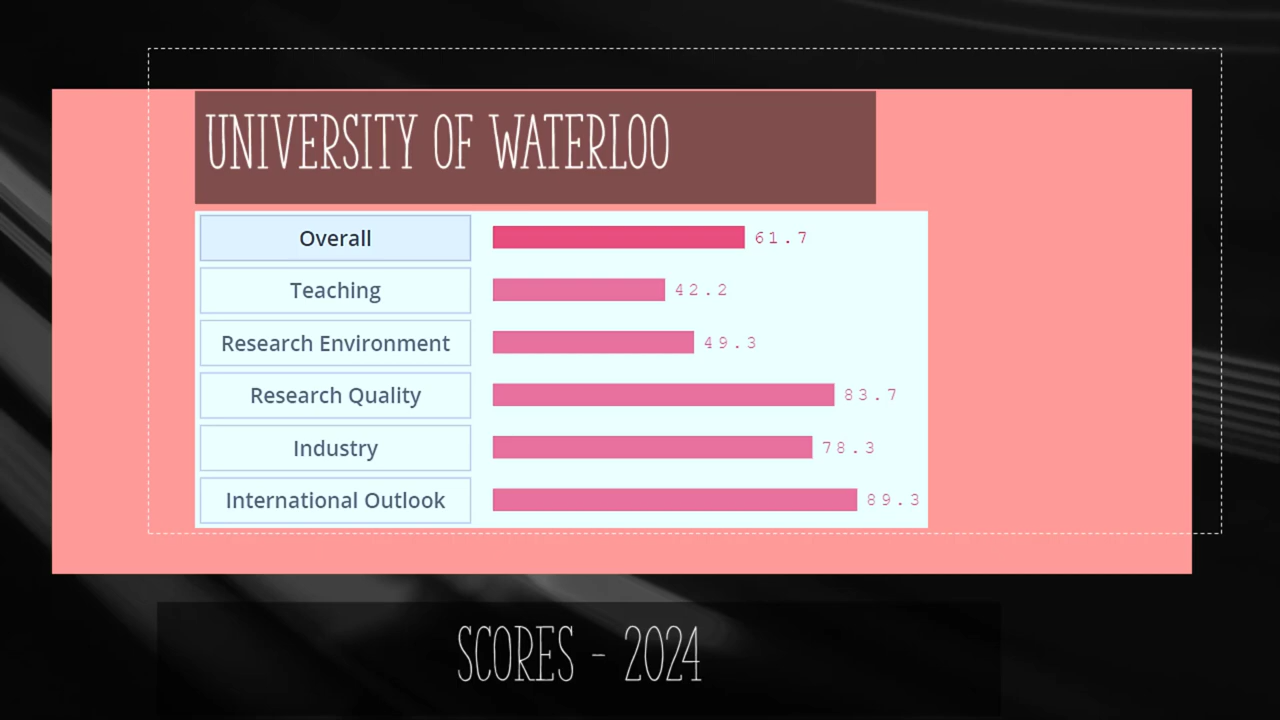 UNIVERSITY OF WATERLOO
Overall 61.7
Teaching 42.2
Research Environment 49.3
Research Quality 83.7
Industry 78.3
International Outlook 89.3
SCORES - 2024